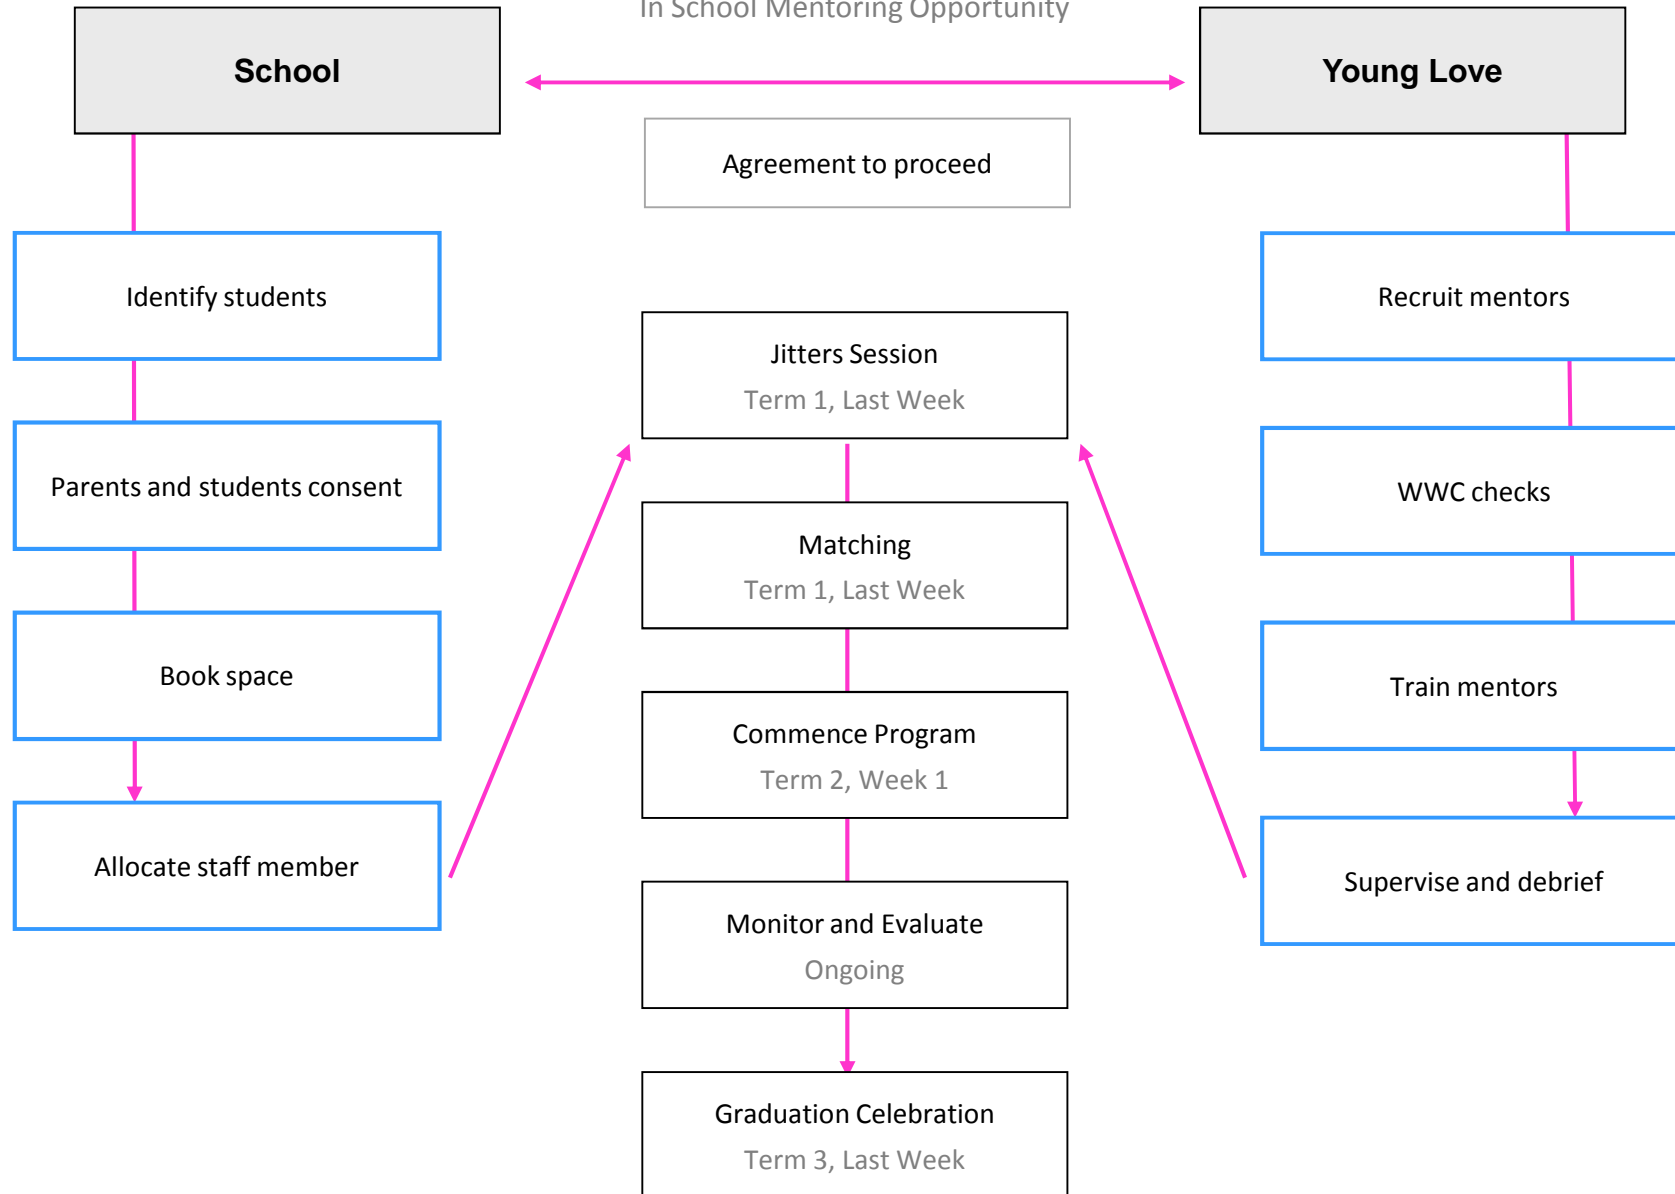 In School Mentoring Opportunity
School
Young Love
Agreement to proceed
Identify students
Parents and students consent
Book space
Allocate staff member
Jitters Session
Term 1, Last Week
Matching
Term 1, Last Week
Commence Program
Term 2, Week 1
Monitor and Evaluate
Ongoing
Graduation Celebration
Term 3, Last Week
Recruit mentors
WWC checks
Train mentors
Supervise and debrief